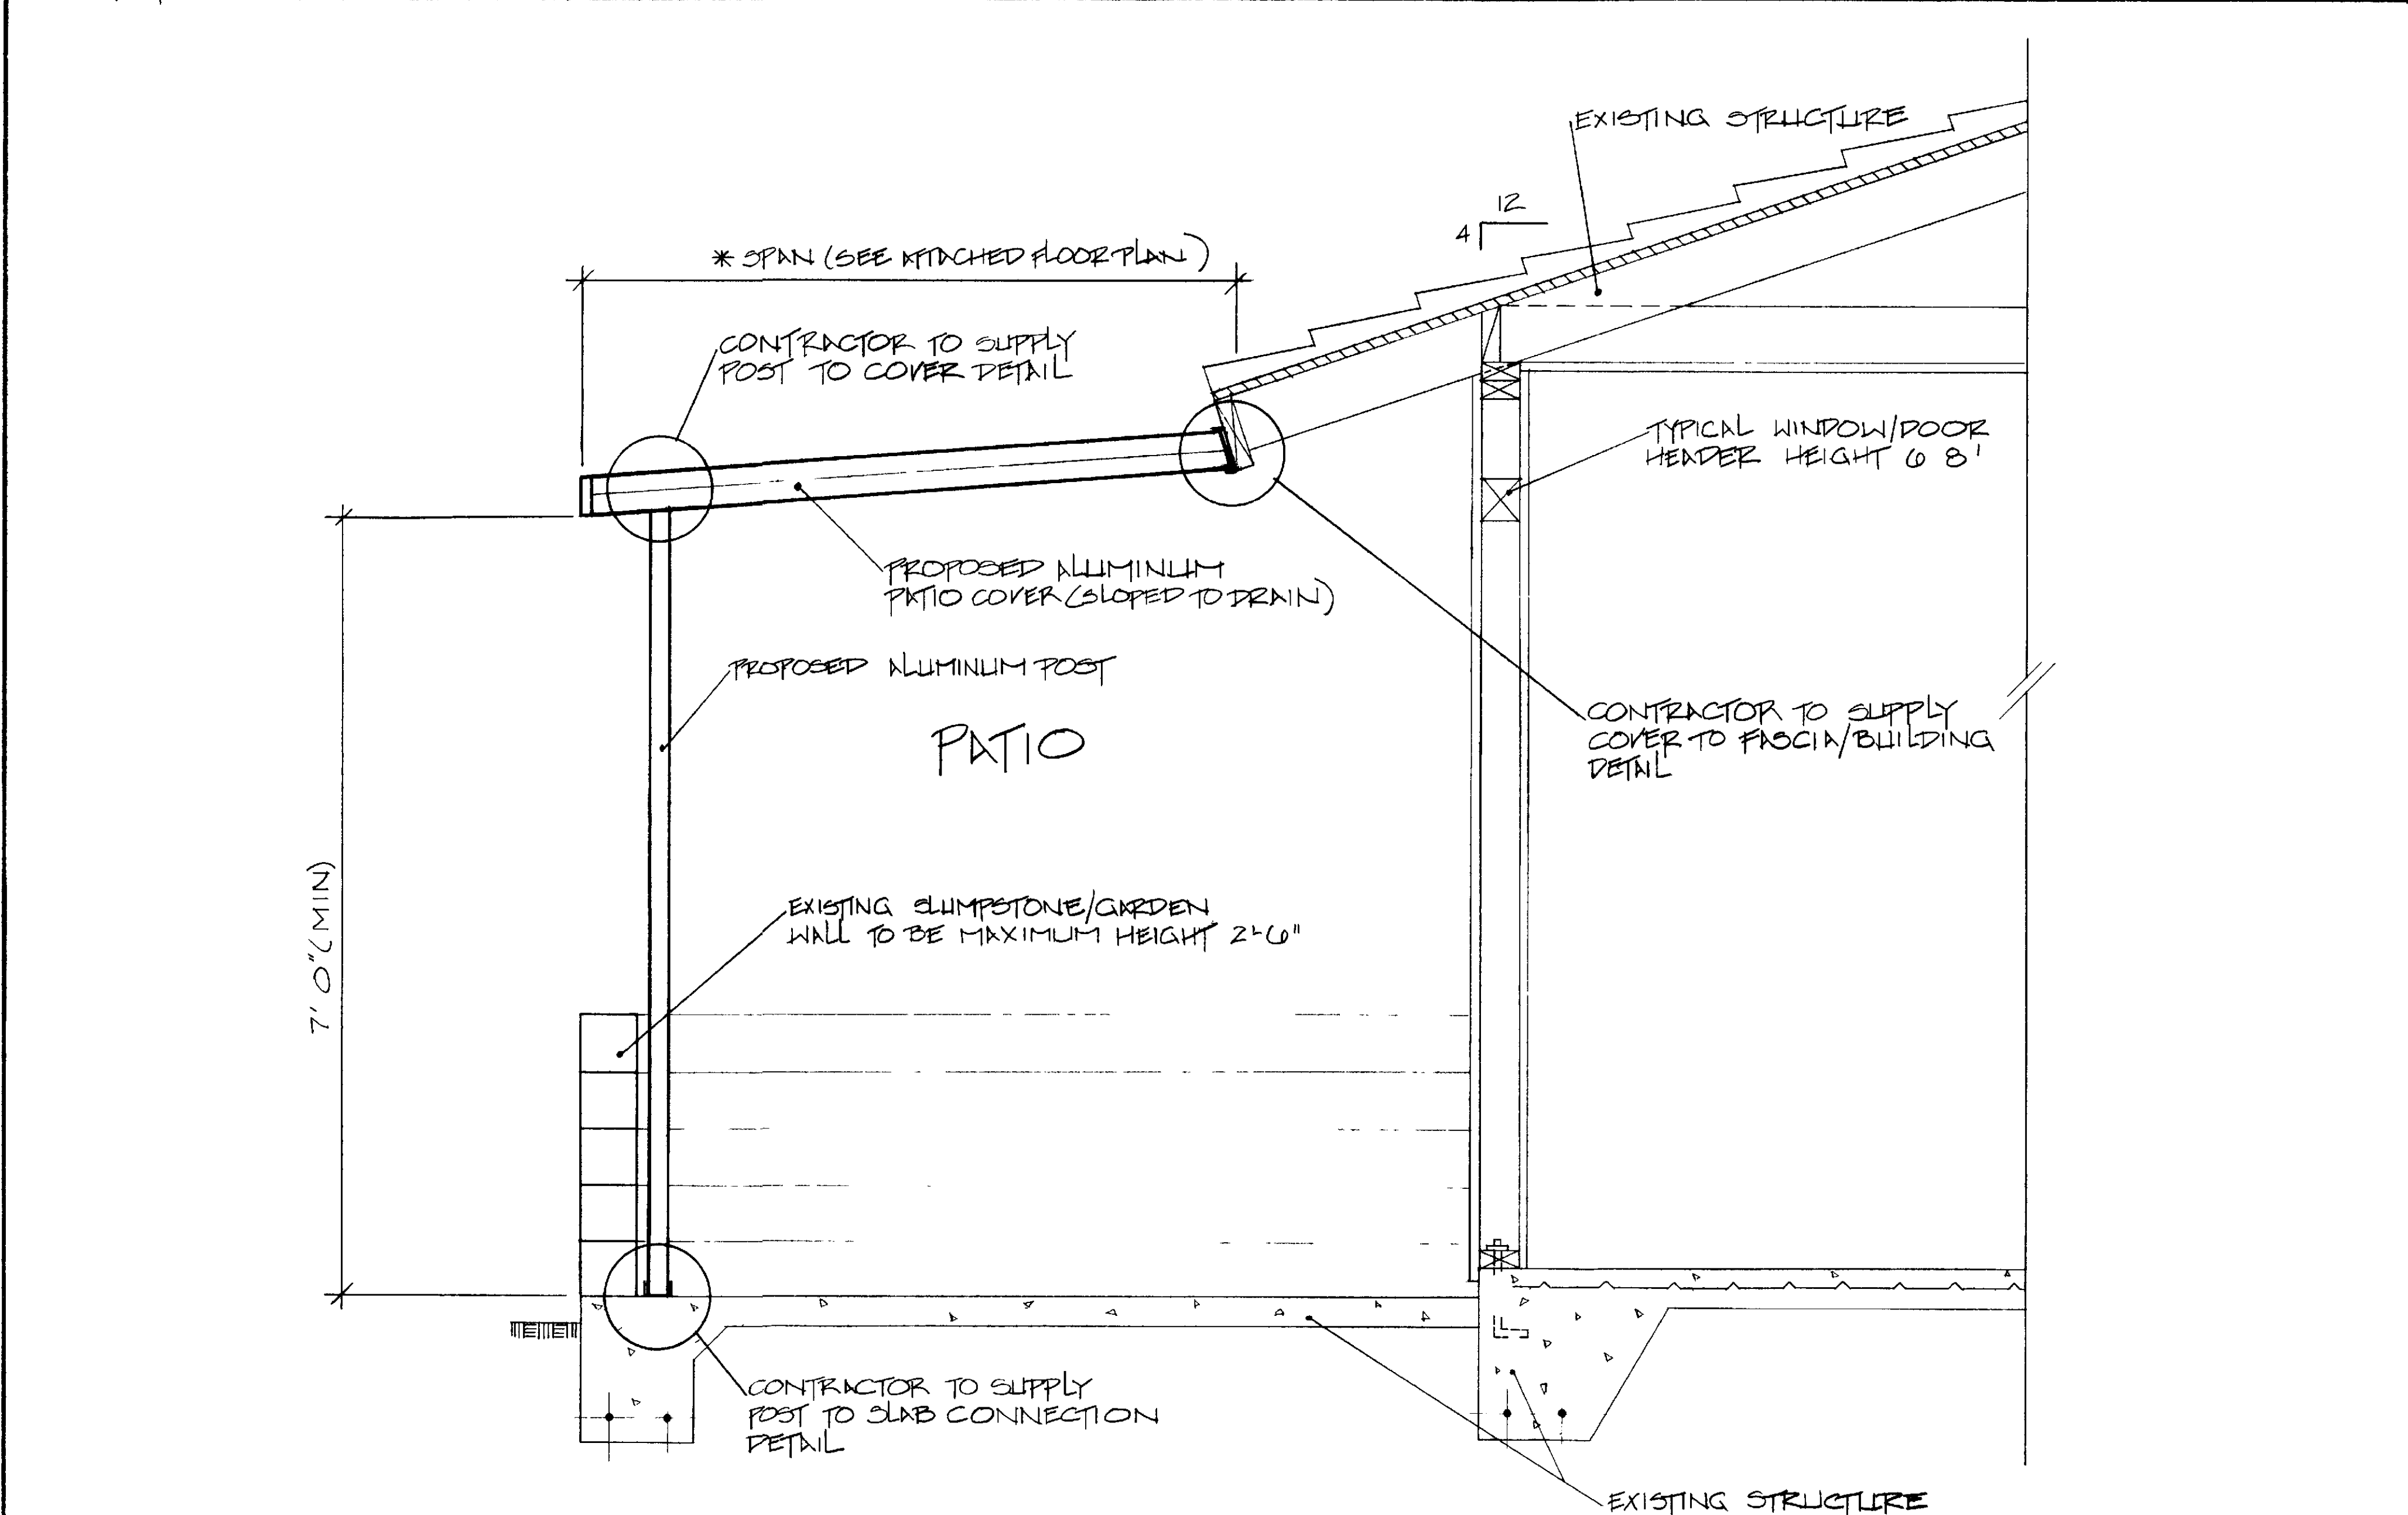 EXISTING STRUCTURE
12
4
* SPAN (SEE ATTACHED FLOOR PLAN)
CONTRACTOR TO SUPPLY
POST TO COVER DETAIL
TYPICAL WINDOW/DOOR
HEADER HEIGHT 6 8'
PROPOSED ALUMINUM
PATIO COVER (SLOPED TO DRAIN)
PROPOSED ALUMINUM POST
PATIO
CONTRACTOR TO SUPPLY
COVER TO FASCIA/BUILDING
DETAIL
7' 0" (MIN)
EXISTING SLUMPSTONE/GARDEN
WALL TO BE MAXIMUM HEIGHT 2'-6"
CONTRACTOR TO SUPPLY
POST TO SLAB CONNECTION
DETAIL
EXISTING STRUCTURE